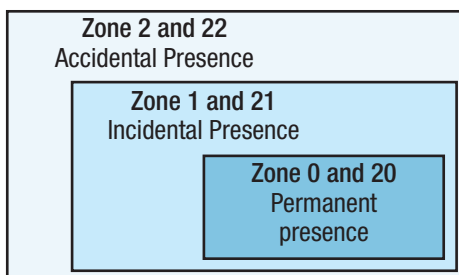 Zone 2 and 22
Accidental Presence
Zone 1 and 21
Incidental Presence
Zone 0 and 20
Permanent
presence